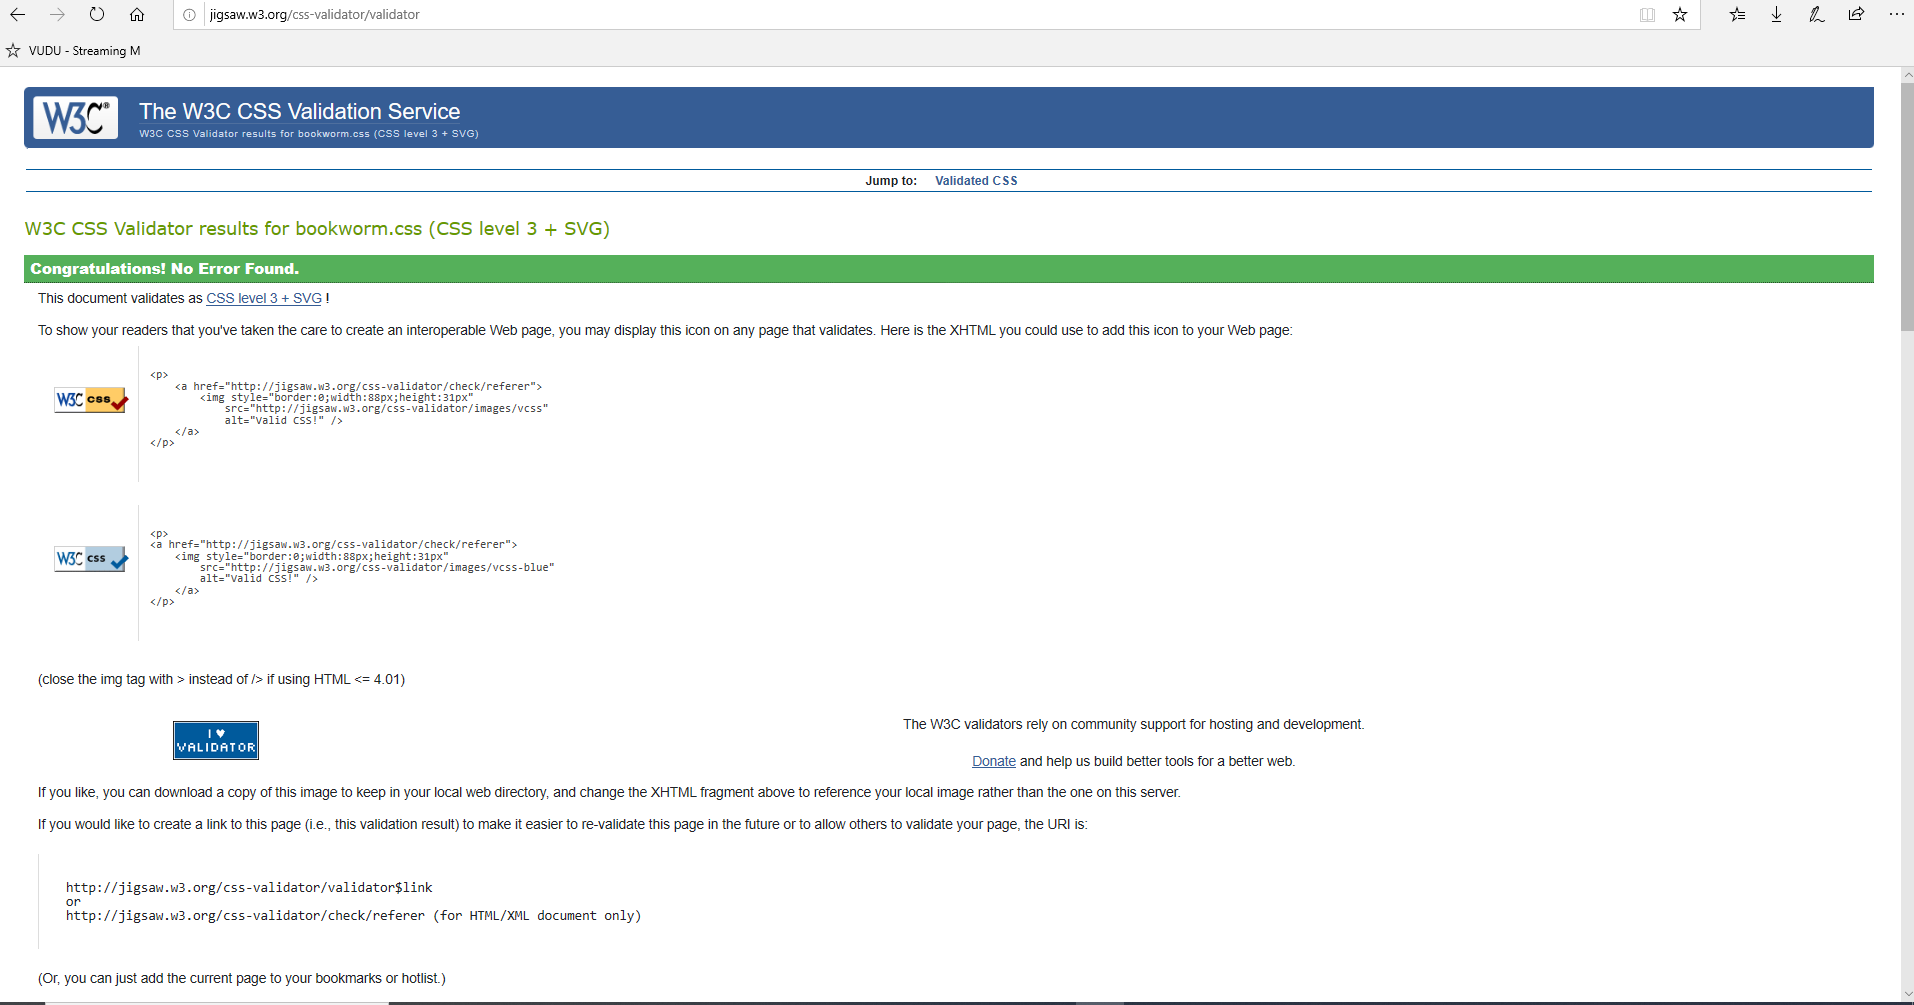 jigsaw.w3.org/css-validator/validator
VUDU - Streaming M
W3C®
The W3C CSS Validation Service
W3C CSS Validator results for bookworm.css (CSS level 3 + SVG)
Jump to: Validated CSS
W3C CSS Validator results for bookworm.css (CSS level 3 + SVG)
Congratulations! No Error Found.
This document validates as CSS level 3 + SVG !
To show your readers that you've taken the care to create an interoperable Web page, you may display this icon on any page that validates. Here is the XHTML you could use to add this icon to your Web page:
W3C css
<p>
<a href="http://jigsaw.w3.org/css-validator/check/referer">
<img style="border:0;width:88px;height:31px"
src="http://jigsaw.w3.org/css-validator/images/vcss"
alt="Valid CSS!" />
</a>
</p>
W3C css
<p>
<a href="http://jigsaw.w3.org/css-validator/check/referer">
<img style="border:0;width:88px;height:31px"
src="http://jigsaw.w3.org/css-validator/images/vcss-blue"
alt="Valid CSS!" />
</a>
</p>
(close the img tag with > instead of /> if using HTML <= 4.01)
I ♥
VALIDATOR
The W3C validators rely on community support for hosting and development.
Donate and help us build better tools for a better web.
If you like, you can download a copy of this image to keep in your local web directory, and change the XHTML fragment above to reference your local image rather than the one on this server.
If you would like to create a link to this page (i.e., this validation result) to make it easier to re-validate this page in the future or to allow others to validate your page, the URI is:
http://jigsaw.w3.org/css-validator/validator$link
or
http://jigsaw.w3.org/css-validator/check/referer (for HTML/XML document only)
(Or, you can just add the current page to your bookmarks or hotlist.)